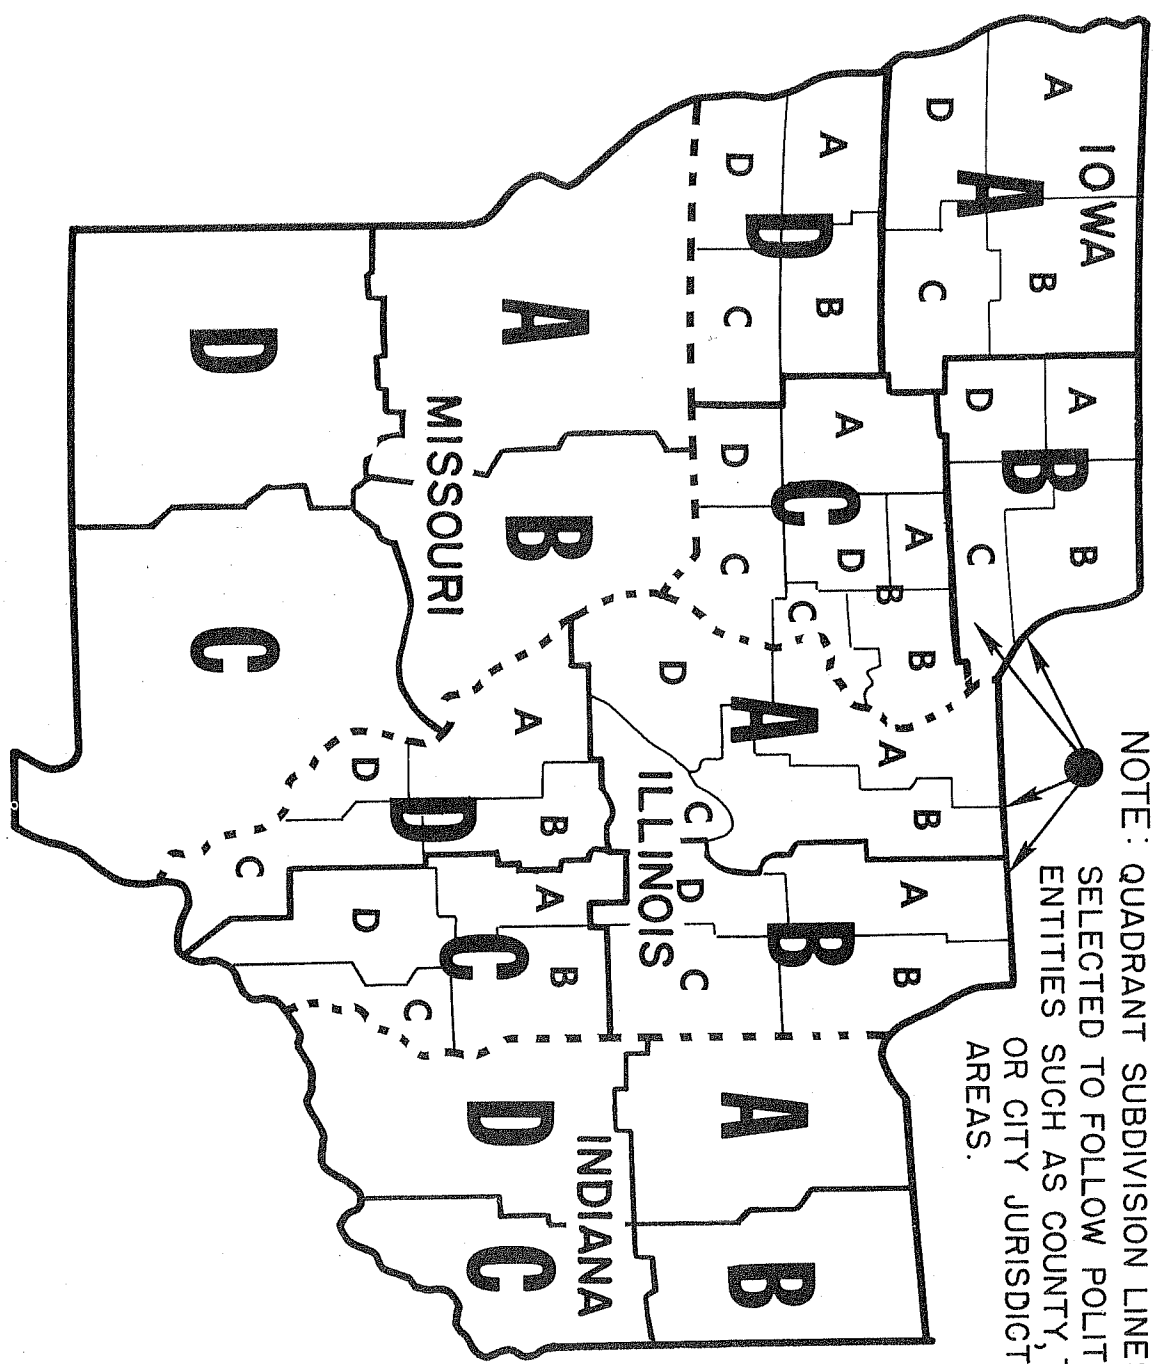 NOTE: QUADRANT SUBDIVISION LINE
SELECTED TO FOLLOW POLIT
ENTITIES SUCH AS COUNTY,
OR CITY JURISDICT
AREAS.
IOWA
A
A
B
D
C
B
A
B
D
C
D
A
B
D
C
C
A
A
B
B
D
C
D
C
ILLINOIS
A
A
B
D
C
B
A
B
D
C
D
A
B
D
C
C
A
B
D
C
MISSOURI
A
B
D
C
INDIANA
A
B
D
C